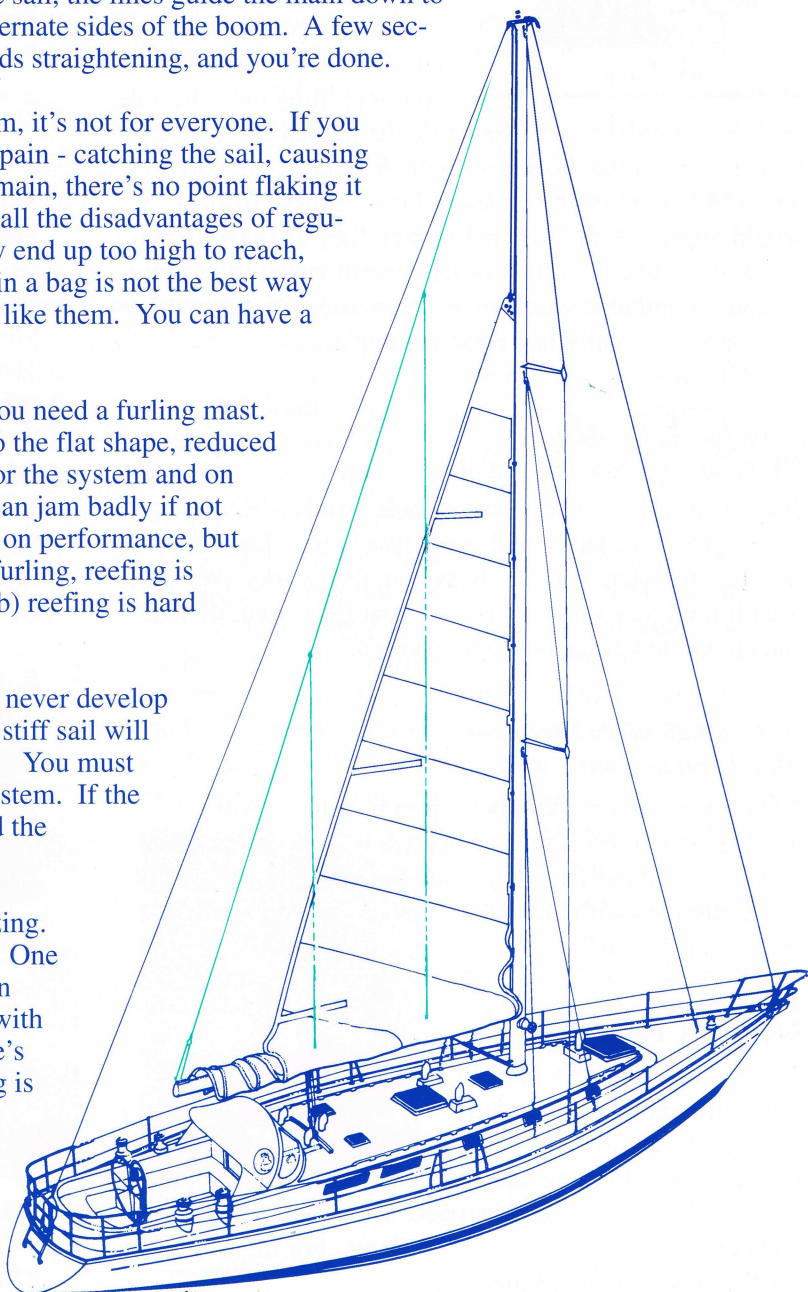 sail, the lines guide the main down to
ernate sides of the boom.  A few sec-
ds straightening, and you're done.
m, it's not for everyone.  If you
pain - catching the sail, causing
main, there's no point flaking it
all the disadvantages of regu-
end up too high to reach,
in a bag is not the best way
like them.  You can have a
ou need a furling mast.
o the flat shape, reduced
or the system and on
an jam badly if not
on performance, but
furling, reefing is
b) reefing is hard
never develop
stiff sail will
You must
stem.  If the
the
ing.
One
n
with
e's
g is